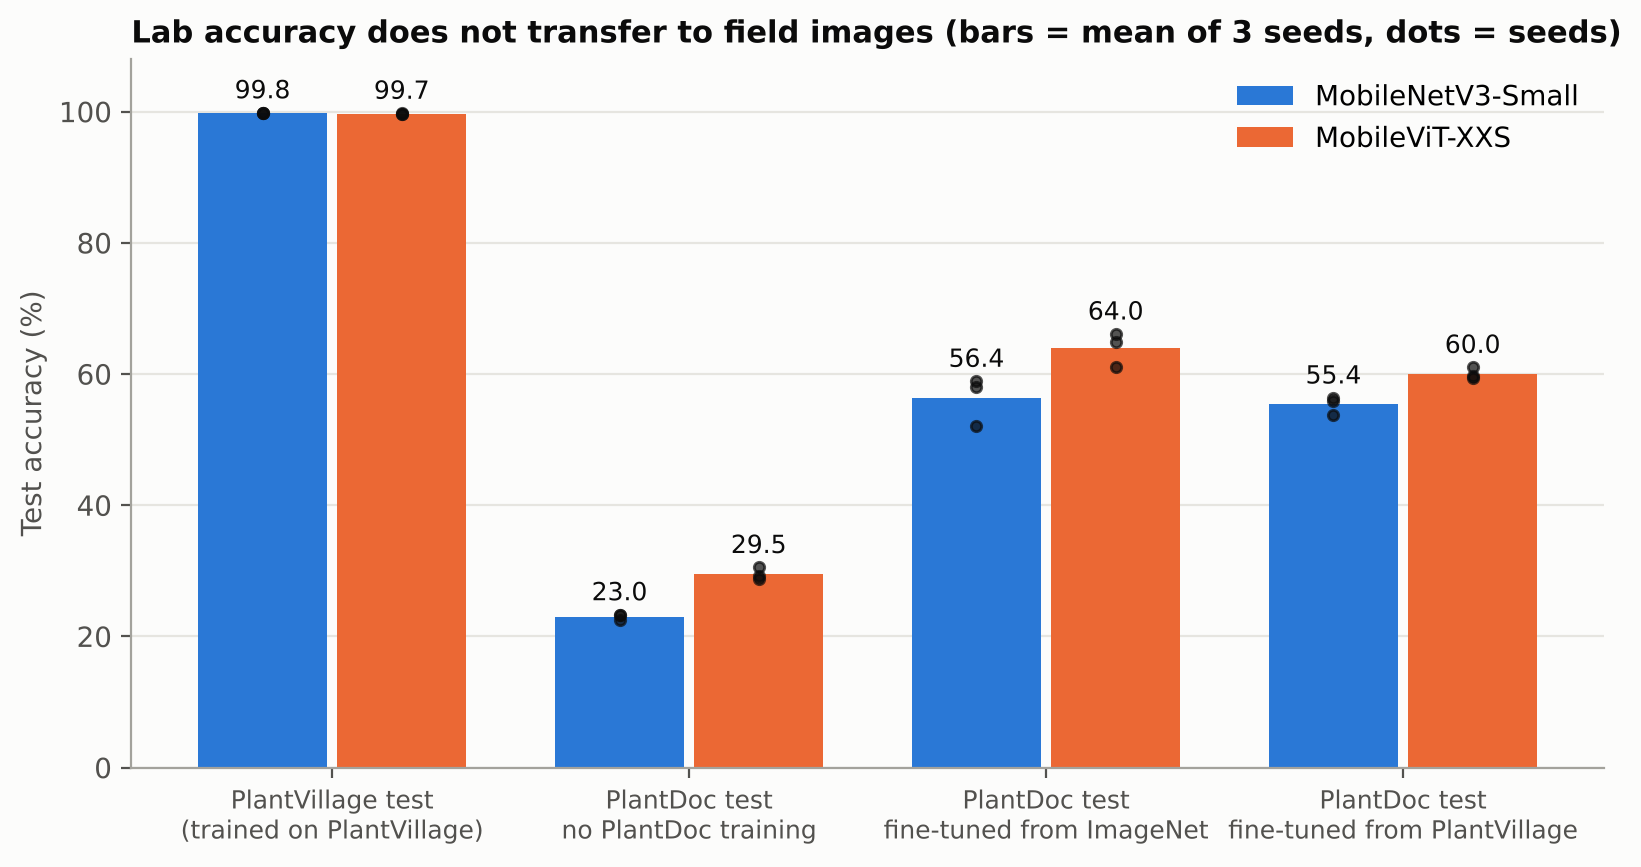 Lab accuracy does not transfer to field images (bars = mean of 3 seeds, dots = seeds)
MobileNetV3-Small
MobileViT-XXS
Test accuracy (%)
100
80
60
40
20
0
99.8
99.7
23.0
29.5
56.4
64.0
55.4
60.0
PlantVillage test
(trained on PlantVillage)
PlantDoc test
no PlantDoc training
PlantDoc test
fine-tuned from ImageNet
PlantDoc test
fine-tuned from PlantVillage